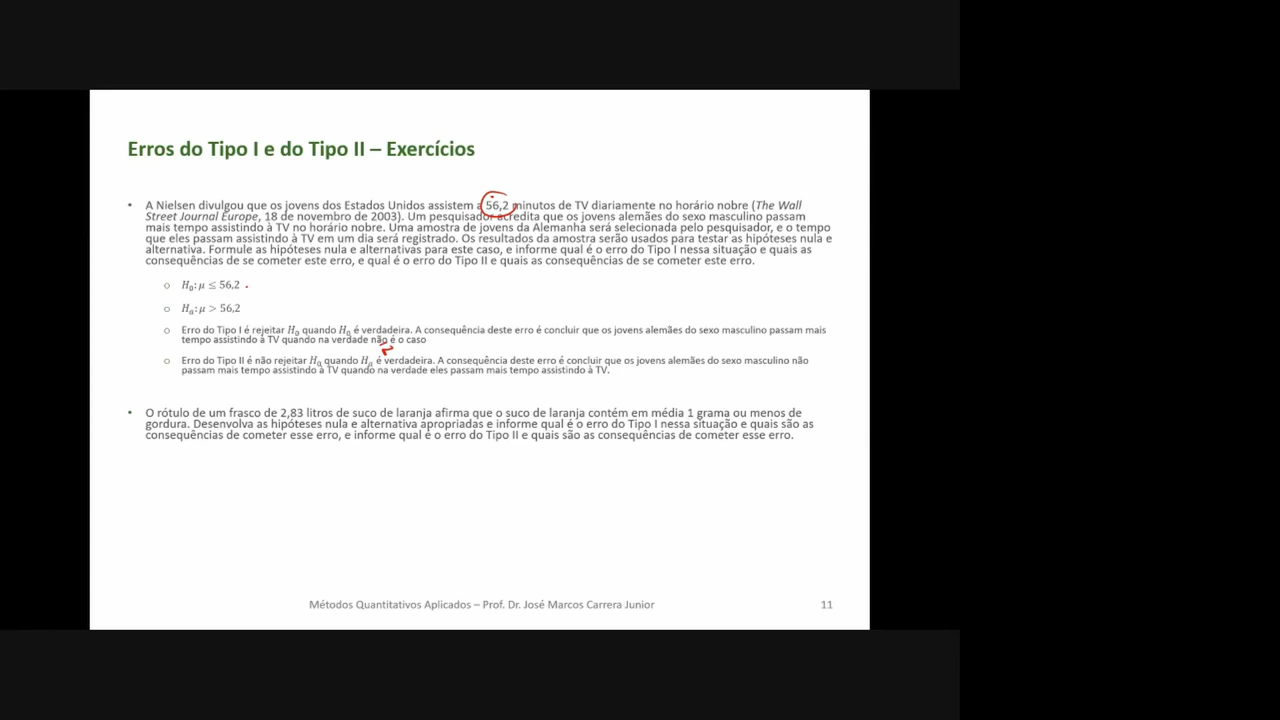 Erros do Tipo I e do Tipo II – Exercícios
• A Nielsen divulgou que os jovens dos Estados Unidos assistem a 56,2 minutos de TV diariamente no horário nobre (The Wall
Street Journal Europe, 18 de novembro de 2003). Um pesquisador acredita que os jovens alemães do sexo masculino passam
mais tempo assistindo à TV no horário nobre. Uma amostra de jovens da Alemanha será selecionada pelo pesquisador, e o tempo
que eles passam assistindo à TV em um dia será registrado. Os resultados da amostra serão usados para testar as hipóteses nula e
alternativa. Formule as hipóteses nula e alternativas para este caso, e informe qual é o erro do Tipo I nessa situação e quais as
consequências de se cometer este erro, e qual é o erro do Tipo II e quais as consequências de se cometer este erro.
○ H₀: μ ≤ 56,2
○ Hₐ: μ > 56,2
○ Erro do Tipo I é rejeitar H₀ quando H₀ é verdadeira. A consequência deste erro é concluir que os jovens alemães do sexo masculino passam mais
tempo assistindo à TV quando na verdade não é o caso
○ Erro do Tipo II é não rejeitar H₀ quando Hₐ é verdadeira. A consequência deste erro é concluir que os jovens alemães do sexo masculino não
passam mais tempo assistindo à TV quando na verdade eles passam mais tempo assistindo à TV.
• O rótulo de um frasco de 2,83 litros de suco de laranja afirma que o suco de laranja contém em média 1 grama ou menos de
gordura. Desenvolva as hipóteses nula e alternativa apropriadas e informe qual é o erro do Tipo I nessa situação e quais são as
consequências de cometer esse erro, e informe qual é o erro do Tipo II e quais são as consequências de cometer esse erro.
Métodos Quantitativos Aplicados – Prof. Dr. José Marcos Carrera Junior
11